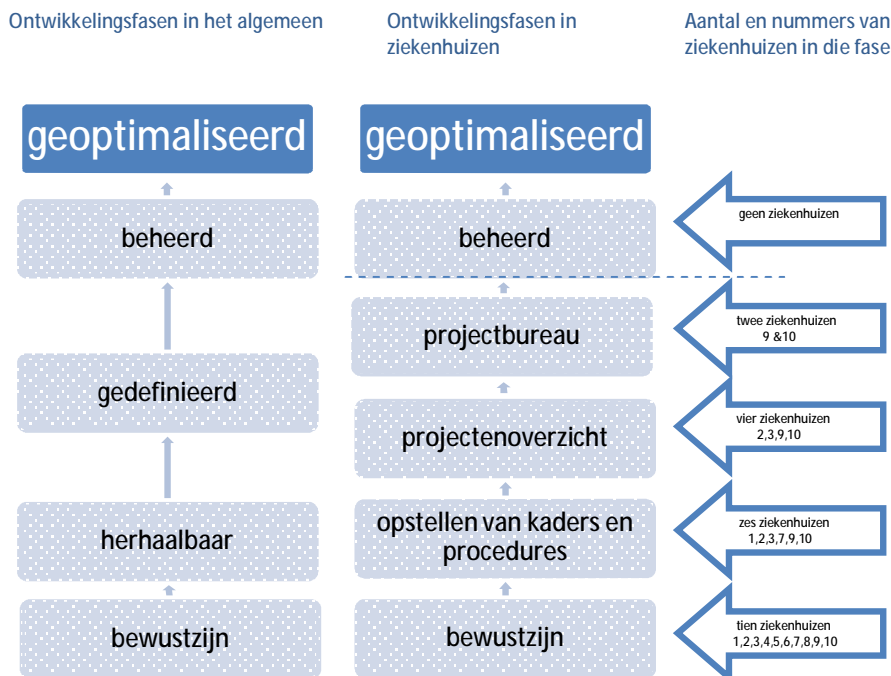 Ontwikkelingsfasen in het algemeen
Ontwikkelingsfasen in
ziekenhuizen
Aantal en nummers van
ziekenhuizen in die fase
geoptimaliseerd
geoptimaliseerd
beheerd
beheerd
geen ziekenhuizen
projectbureau
twee ziekenhuizen
9 &10
gedefinieerd
projectenoverzicht
vier ziekenhuizen
2,3,9,10
herhaalbaar
opstellen van kaders en
procedures
zes ziekenhuizen
1,2,3,7,9,10
bewustzijn
bewustzijn
tien ziekenhuizen
1,2,3,4,5,6,7,8,9,10